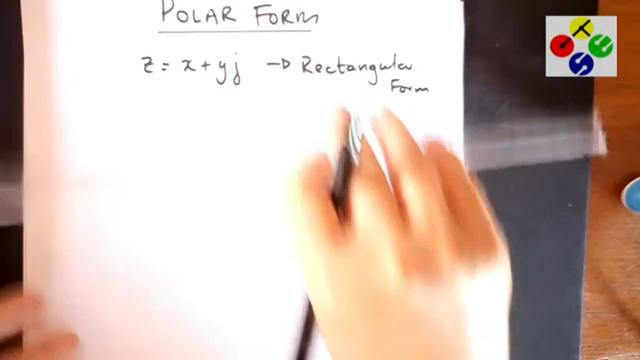 POLAR FORM
z = x + yj → Rectangular
Form